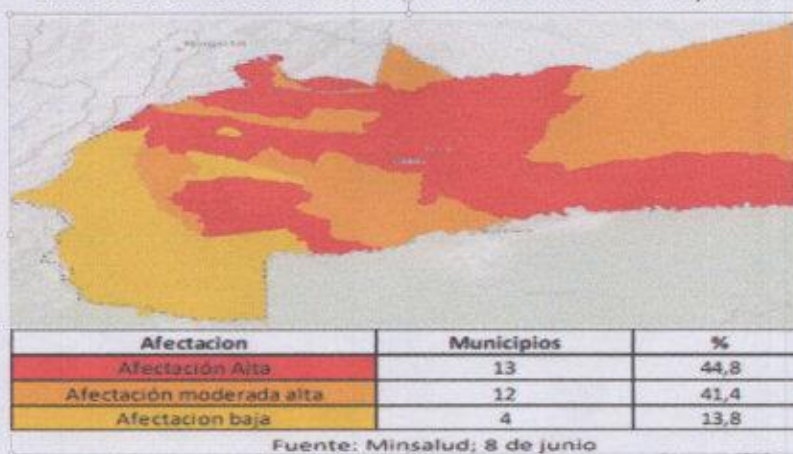 Bogotá
Afectacion Municipios %
Afectación Alta 13 44,8
Afectación moderada alta 12 41,4
Afectacion baja 4 13,8
Fuente: Minsalud; 8 de junio